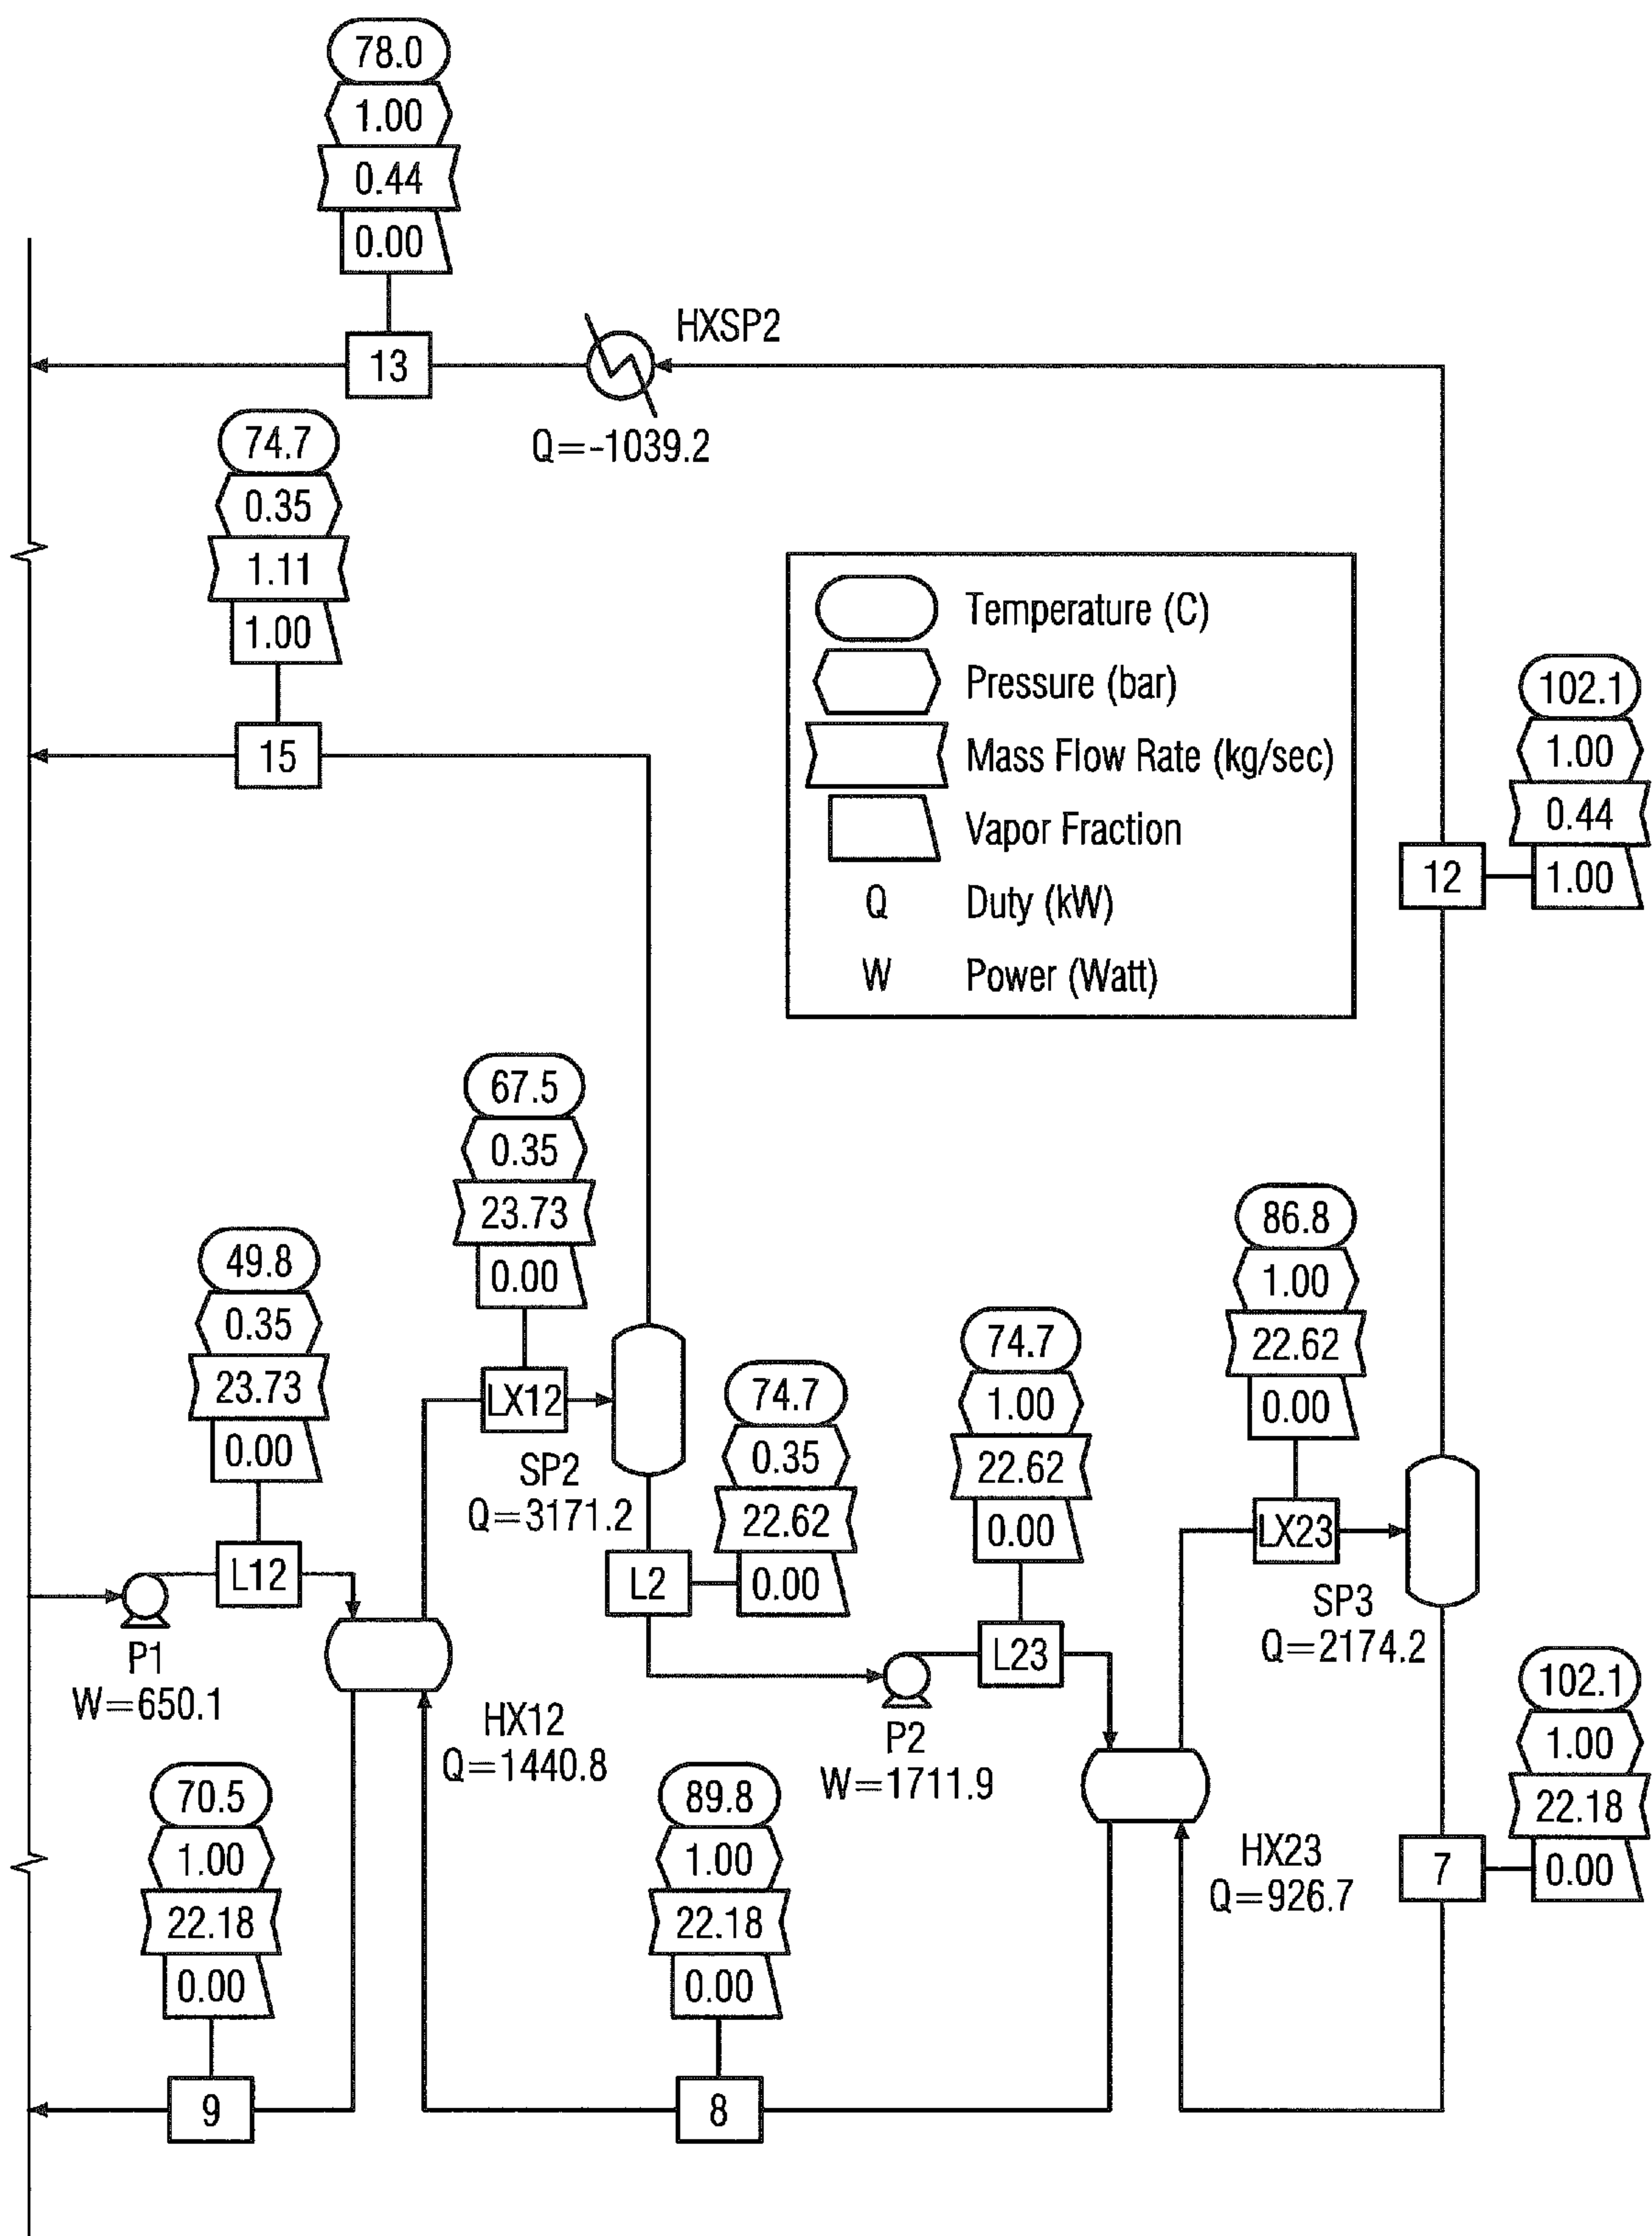 78.0
1.00
0.44
0.00
13
HXSP2
Q=-1039.2
74.7
0.35
1.11
1.00
15
Temperature (C)
Pressure (bar)
Mass Flow Rate (kg/sec)
Vapor Fraction
Q Duty (kW)
W Power (Watt)
102.1
1.00
0.44
1.00
12
67.5
0.35
23.73
0.00
LX12
SP2
Q=3171.2
49.8
0.35
23.73
0.00
L12
P1
W=650.1
74.7
0.35
22.62
0.00
L2
74.7
1.00
22.62
0.00
L23
P2
W=1711.9
86.8
1.00
22.62
0.00
LX23
SP3
Q=2174.2
HX12
Q=1440.8
HX23
Q=926.7
102.1
1.00
22.18
0.00
7
70.5
1.00
22.18
0.00
9
89.8
1.00
22.18
0.00
8